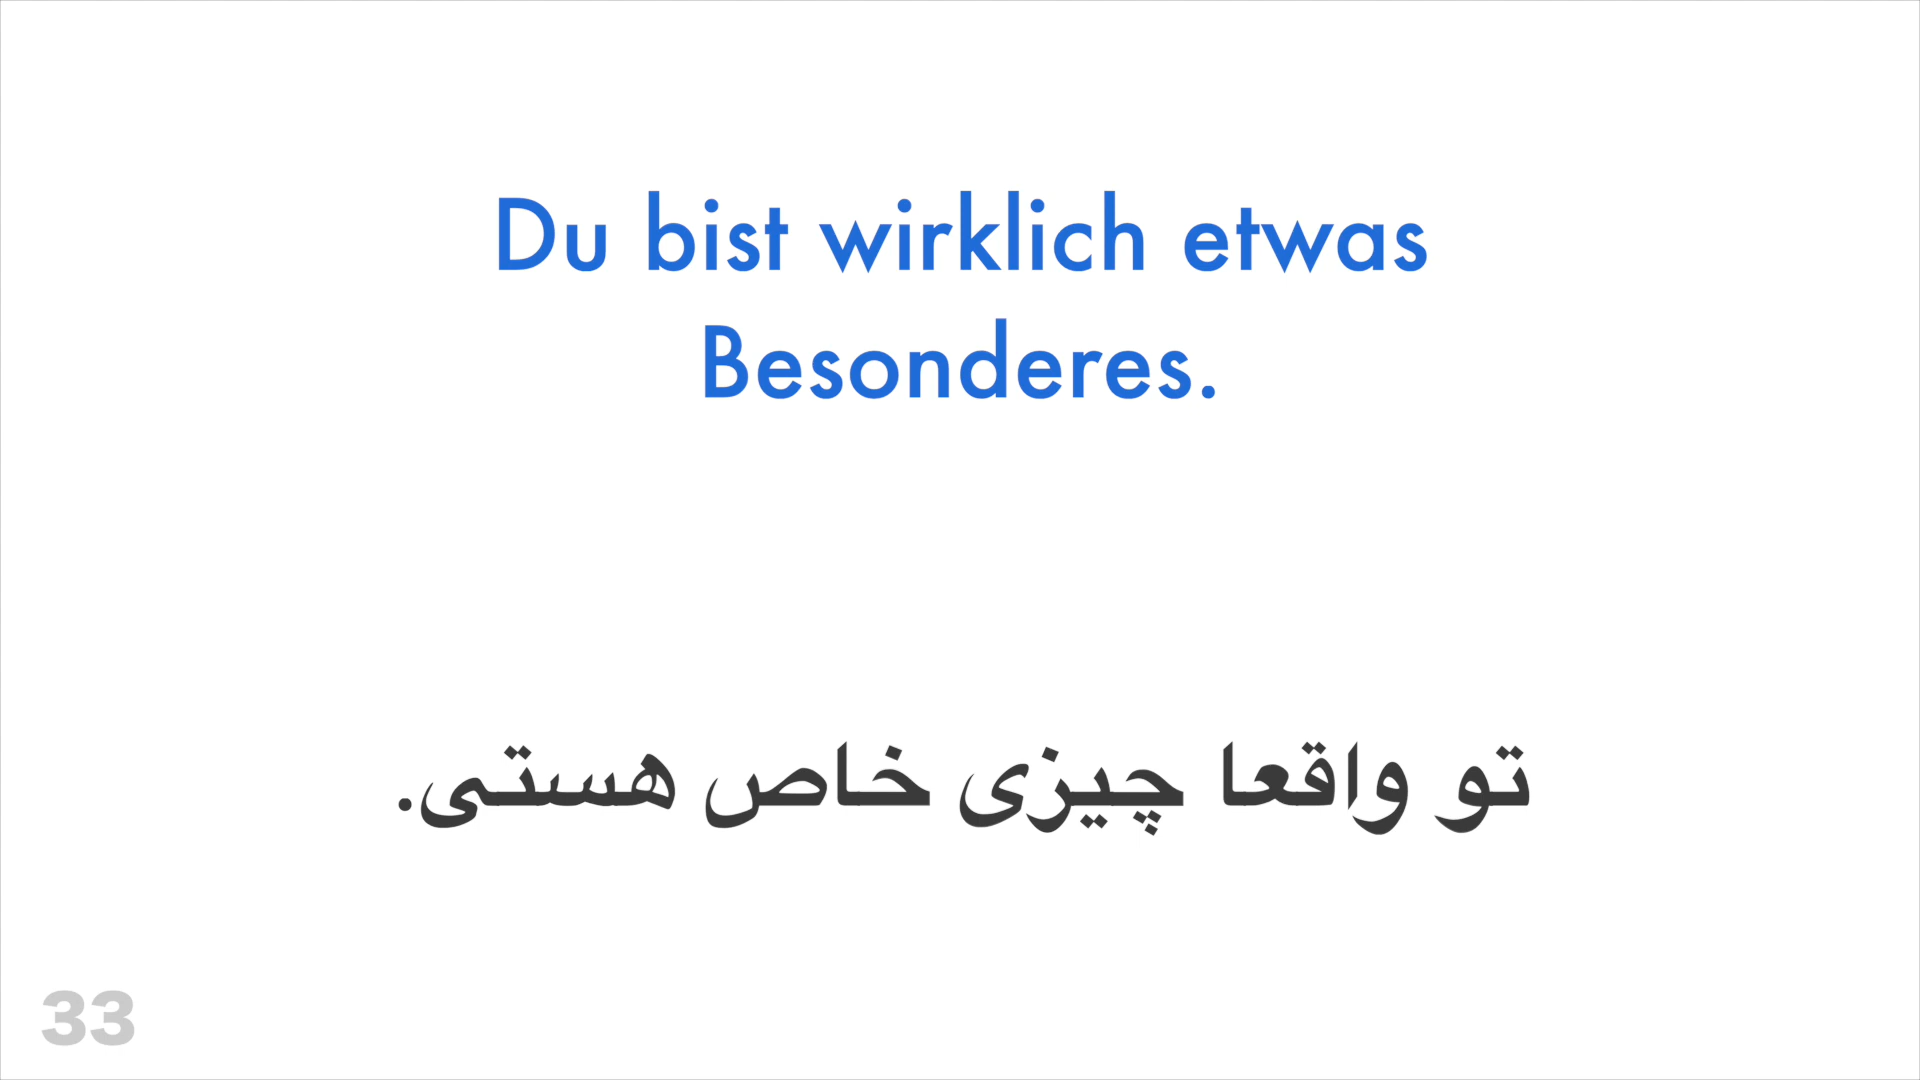 Du bist wirklich etwas
Besonderes.
تو واقعا چیزی خاص هستی.
33